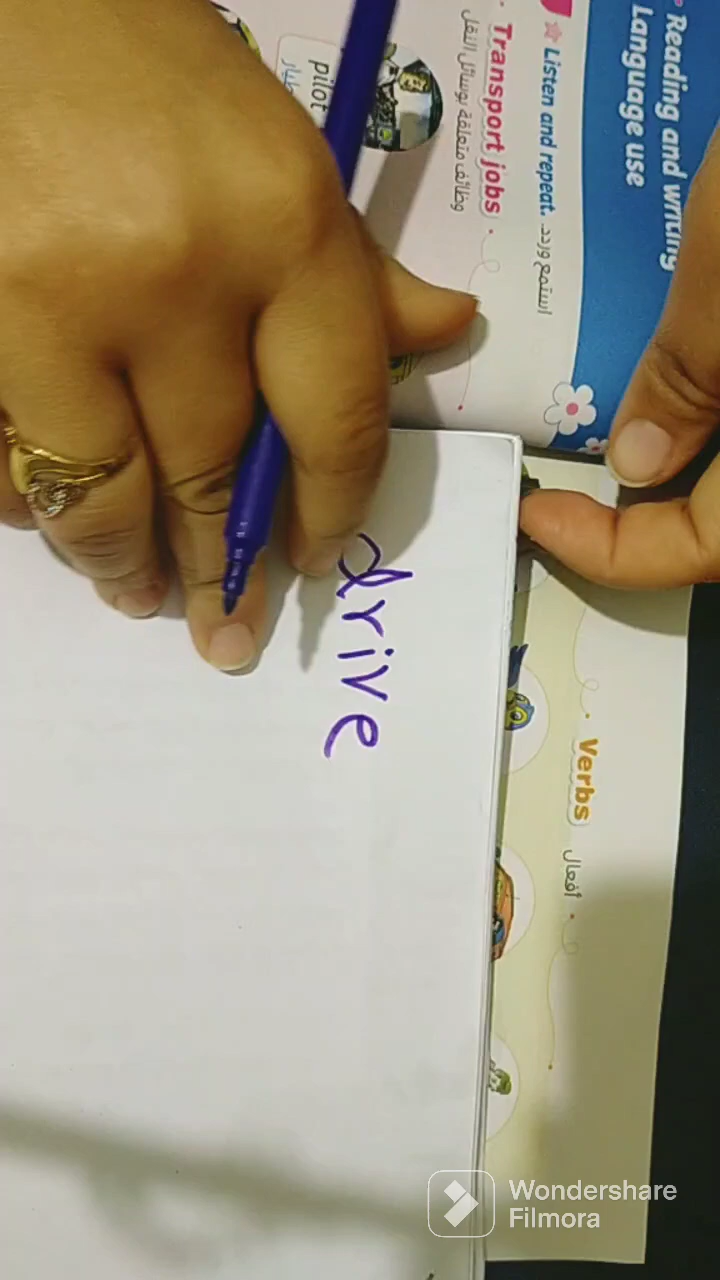 Reading and writing
Language use
Listen and repeat. استمع وردد.
Transport jobs
وظائف متعلقة بوسائل النقل
pilot
طيار
drive
Verbs
أفعال
Wondershare
Filmora